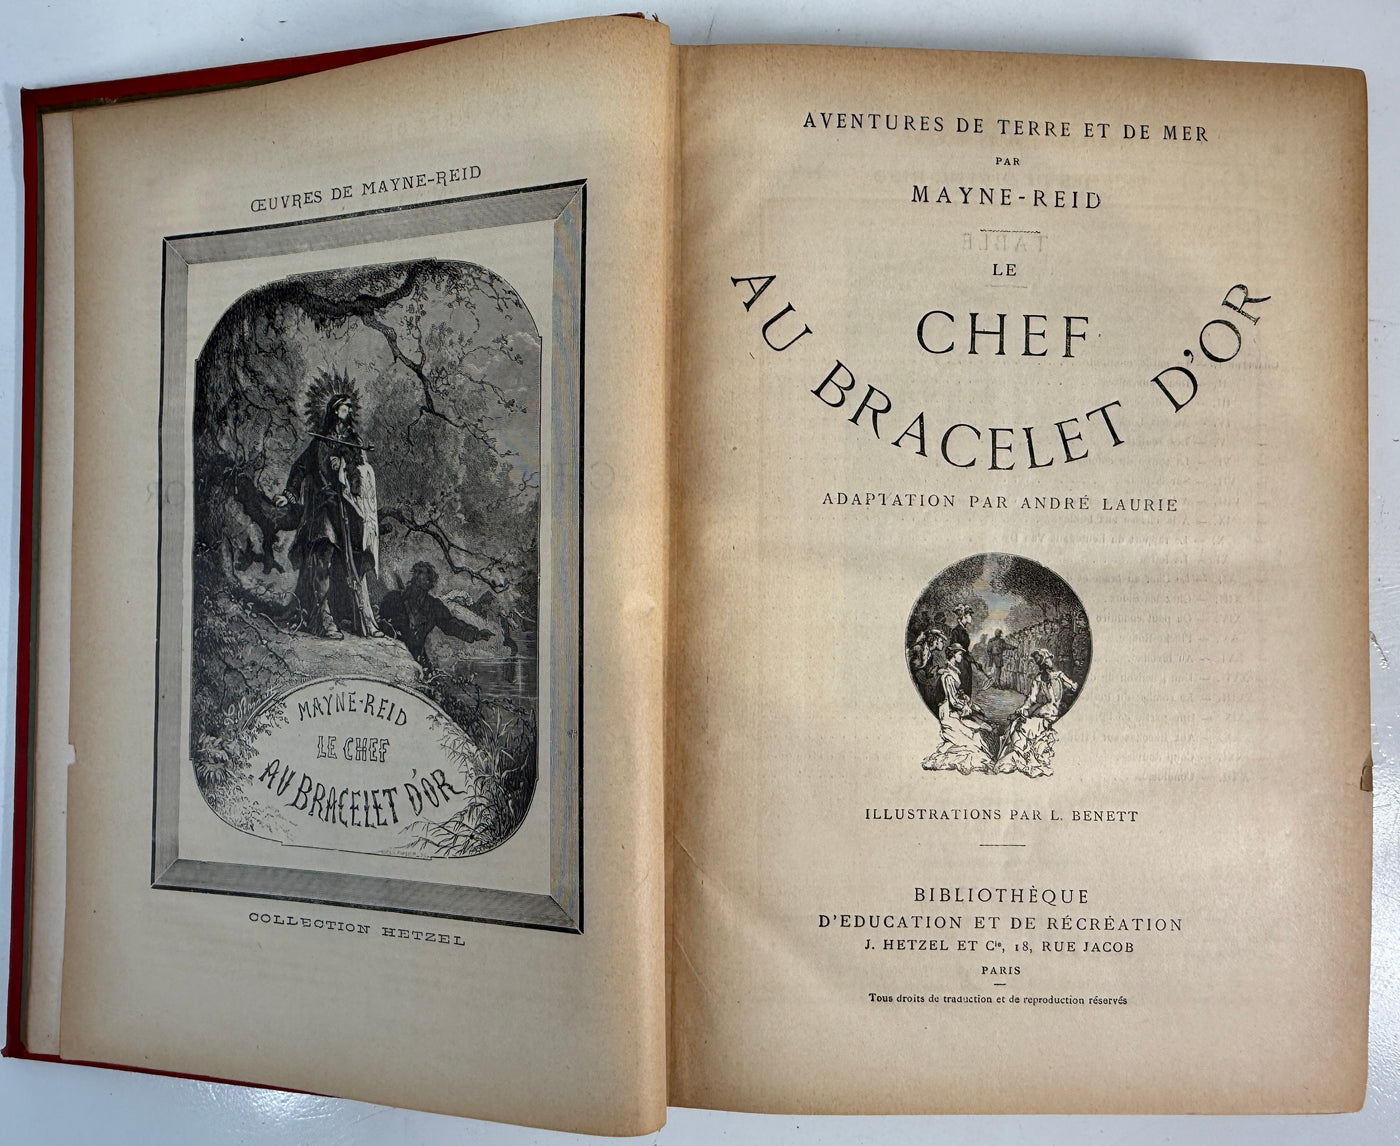 ŒUVRES DE MAYNE-REID
MAYNE-REID
LE CHEF
AU BRACELET D'OR
COLLECTION HETZEL
AVENTURES DE TERRE ET DE MER
PAR
MAYNE-REID
LE
CHEF
AU BRACELET D'OR
ADAPTATION PAR ANDRÉ LAURIE
ILLUSTRATIONS PAR L. BENETT
BIBLIOTHÈQUE
D'EDUCATION ET DE RÉCRÉATION
J. HETZEL ET Cie, 18, RUE JACOB
PARIS
Tous droits de traduction et de reproduction réservés